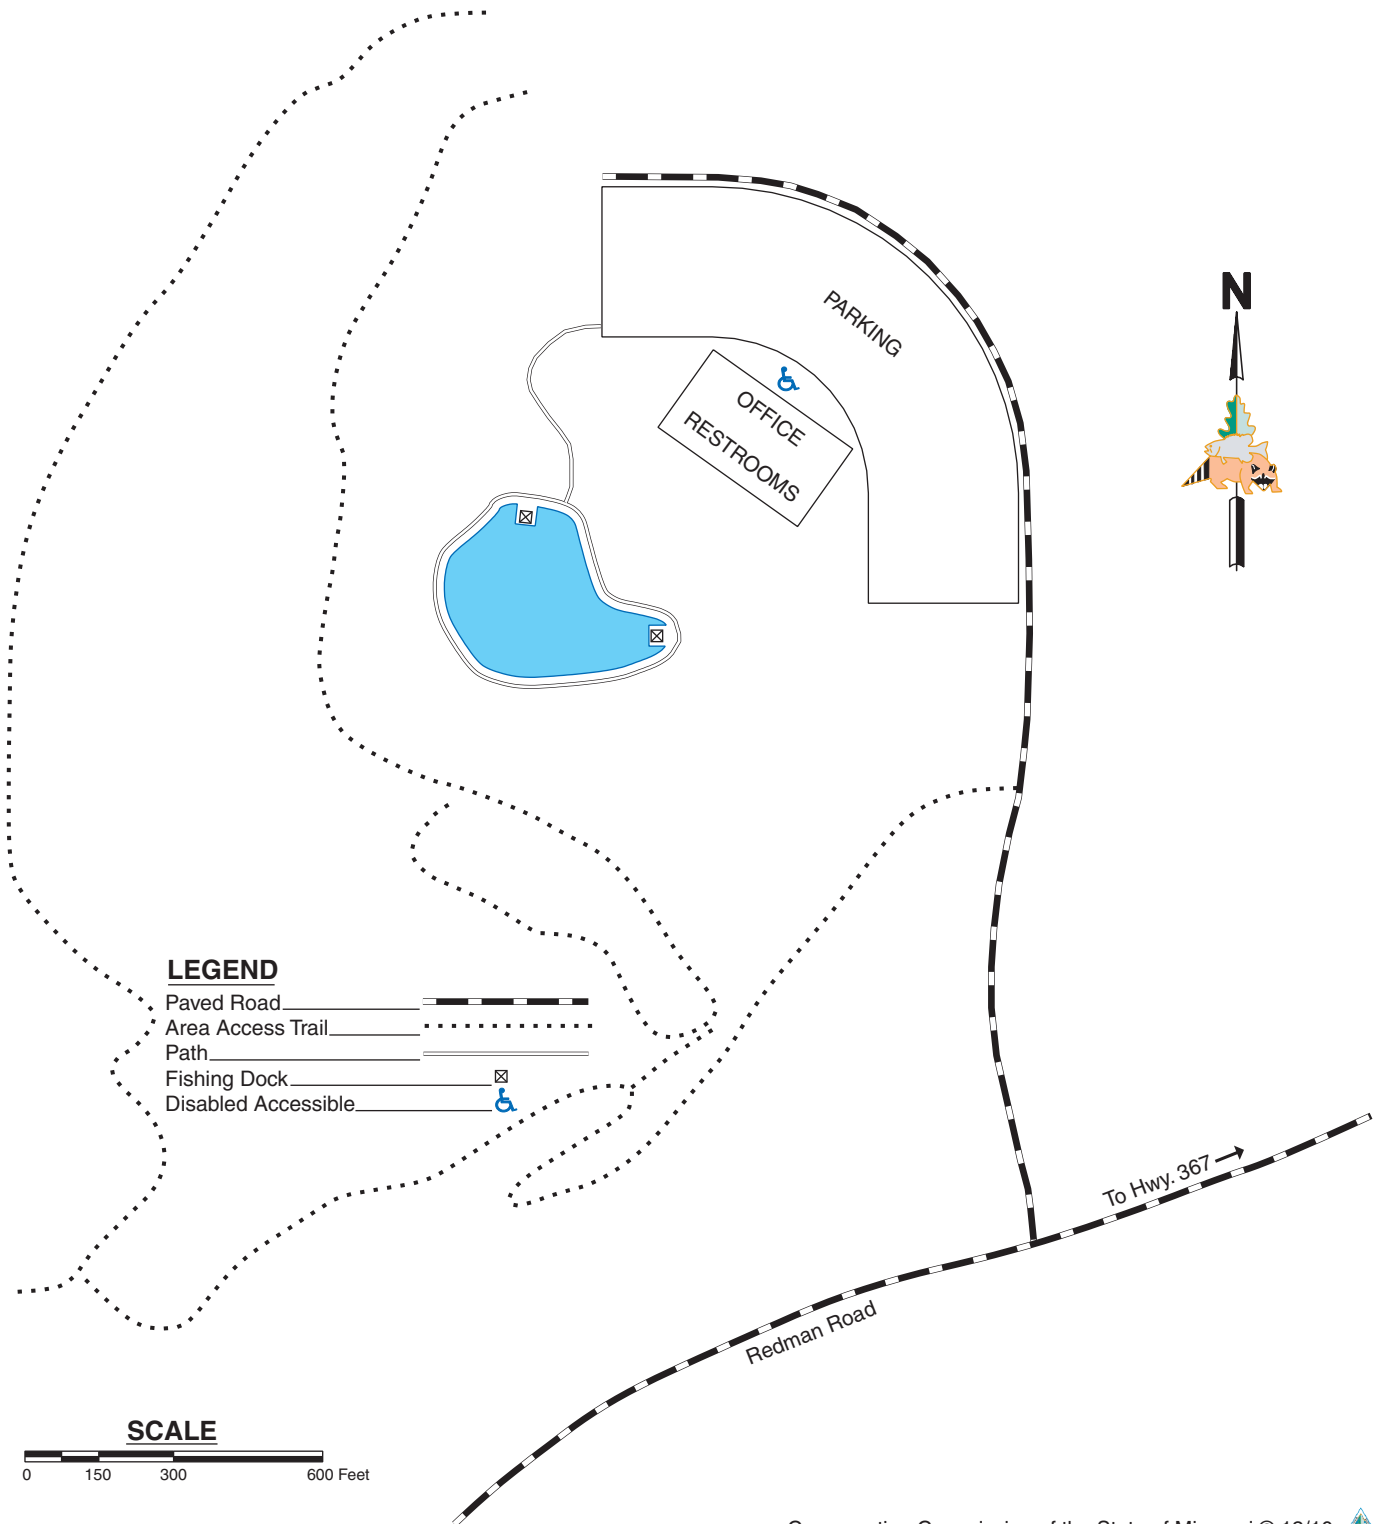 N
PARKING
OFFICE
RESTROOMS
LEGEND
Paved Road
Area Access Trail
Path
Fishing Dock
Disabled Accessible
To Hwy. 367
Redman Road
SCALE
0 150 300 600 Feet